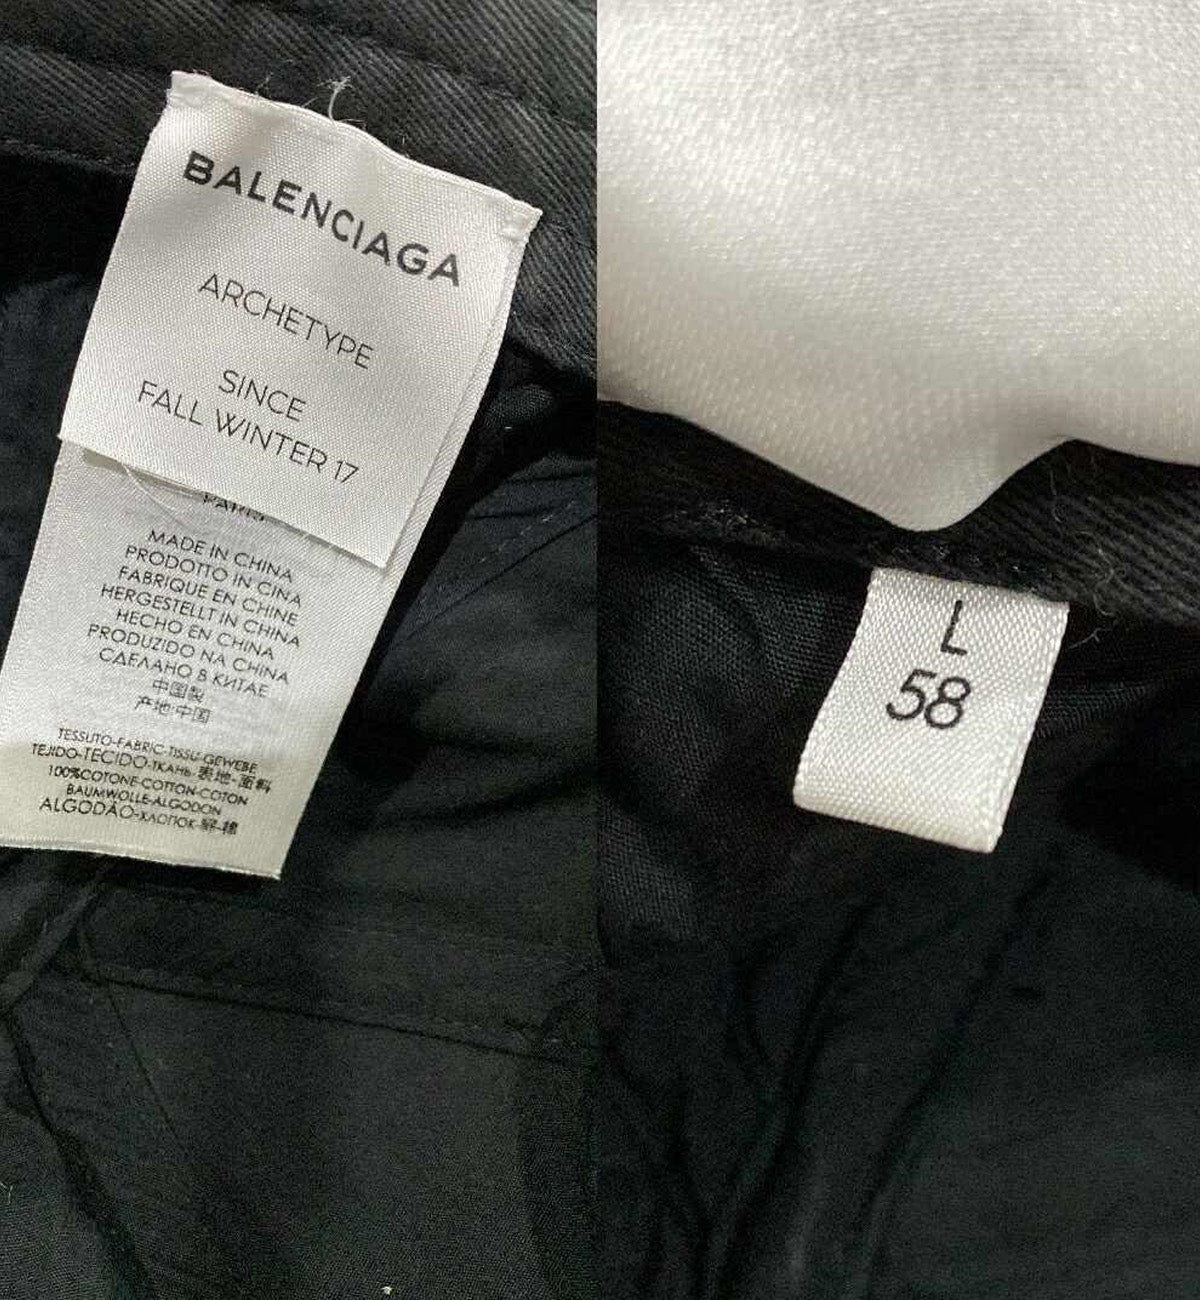 BALENCIAGA
ARCHETYPE
SINCE
FALL WINTER 17
PARIS
MADE IN CHINA
PRODOTTO IN CINA
FABRIQUE EN CHINE
HERGESTELLT IN CHINA
HECHO EN CHINA
PRODUZIDO NA CHINA
СДЕЛАНО В КИТАЕ
中国製
产地:中国
TESSUTO-FABRIC-TISSU-GEWEBE
TEJIDO-TECIDO-ТКАНЬ-表地-面料
100%COTONE-COTTON-COTON
BAUMWOLLE-ALGODON
ALGODÃO-ХЛОПОК-綿-棉
L
58